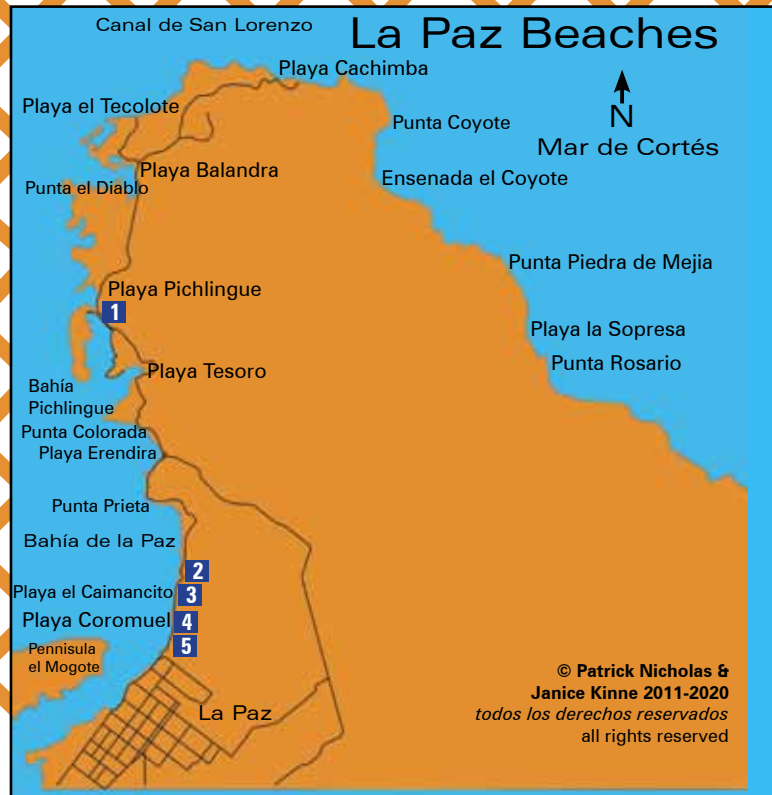 La Paz Beaches
Canal de San Lorenzo
Playa Cachimba
Playa el Tecolote
Punta Coyote
N
Mar de Cortés
Playa Balandra
Punta el Diablo
Ensenada el Coyote
Punta Piedra de Mejia
Playa Pichlingue
1
Playa la Sopresa
Punta Rosario
Playa Tesoro
Bahía
Pichlingue
Punta Colorada
Playa Erendira
Punta Prieta
Bahía de la Paz
2
Playa el Caimancito
3
Playa Coromuel
4
5
Pennisula
el Mogote
La Paz
© Patrick Nicholas &
Janice Kinne 2011-2020
todos los derechos reservados
all rights reserved